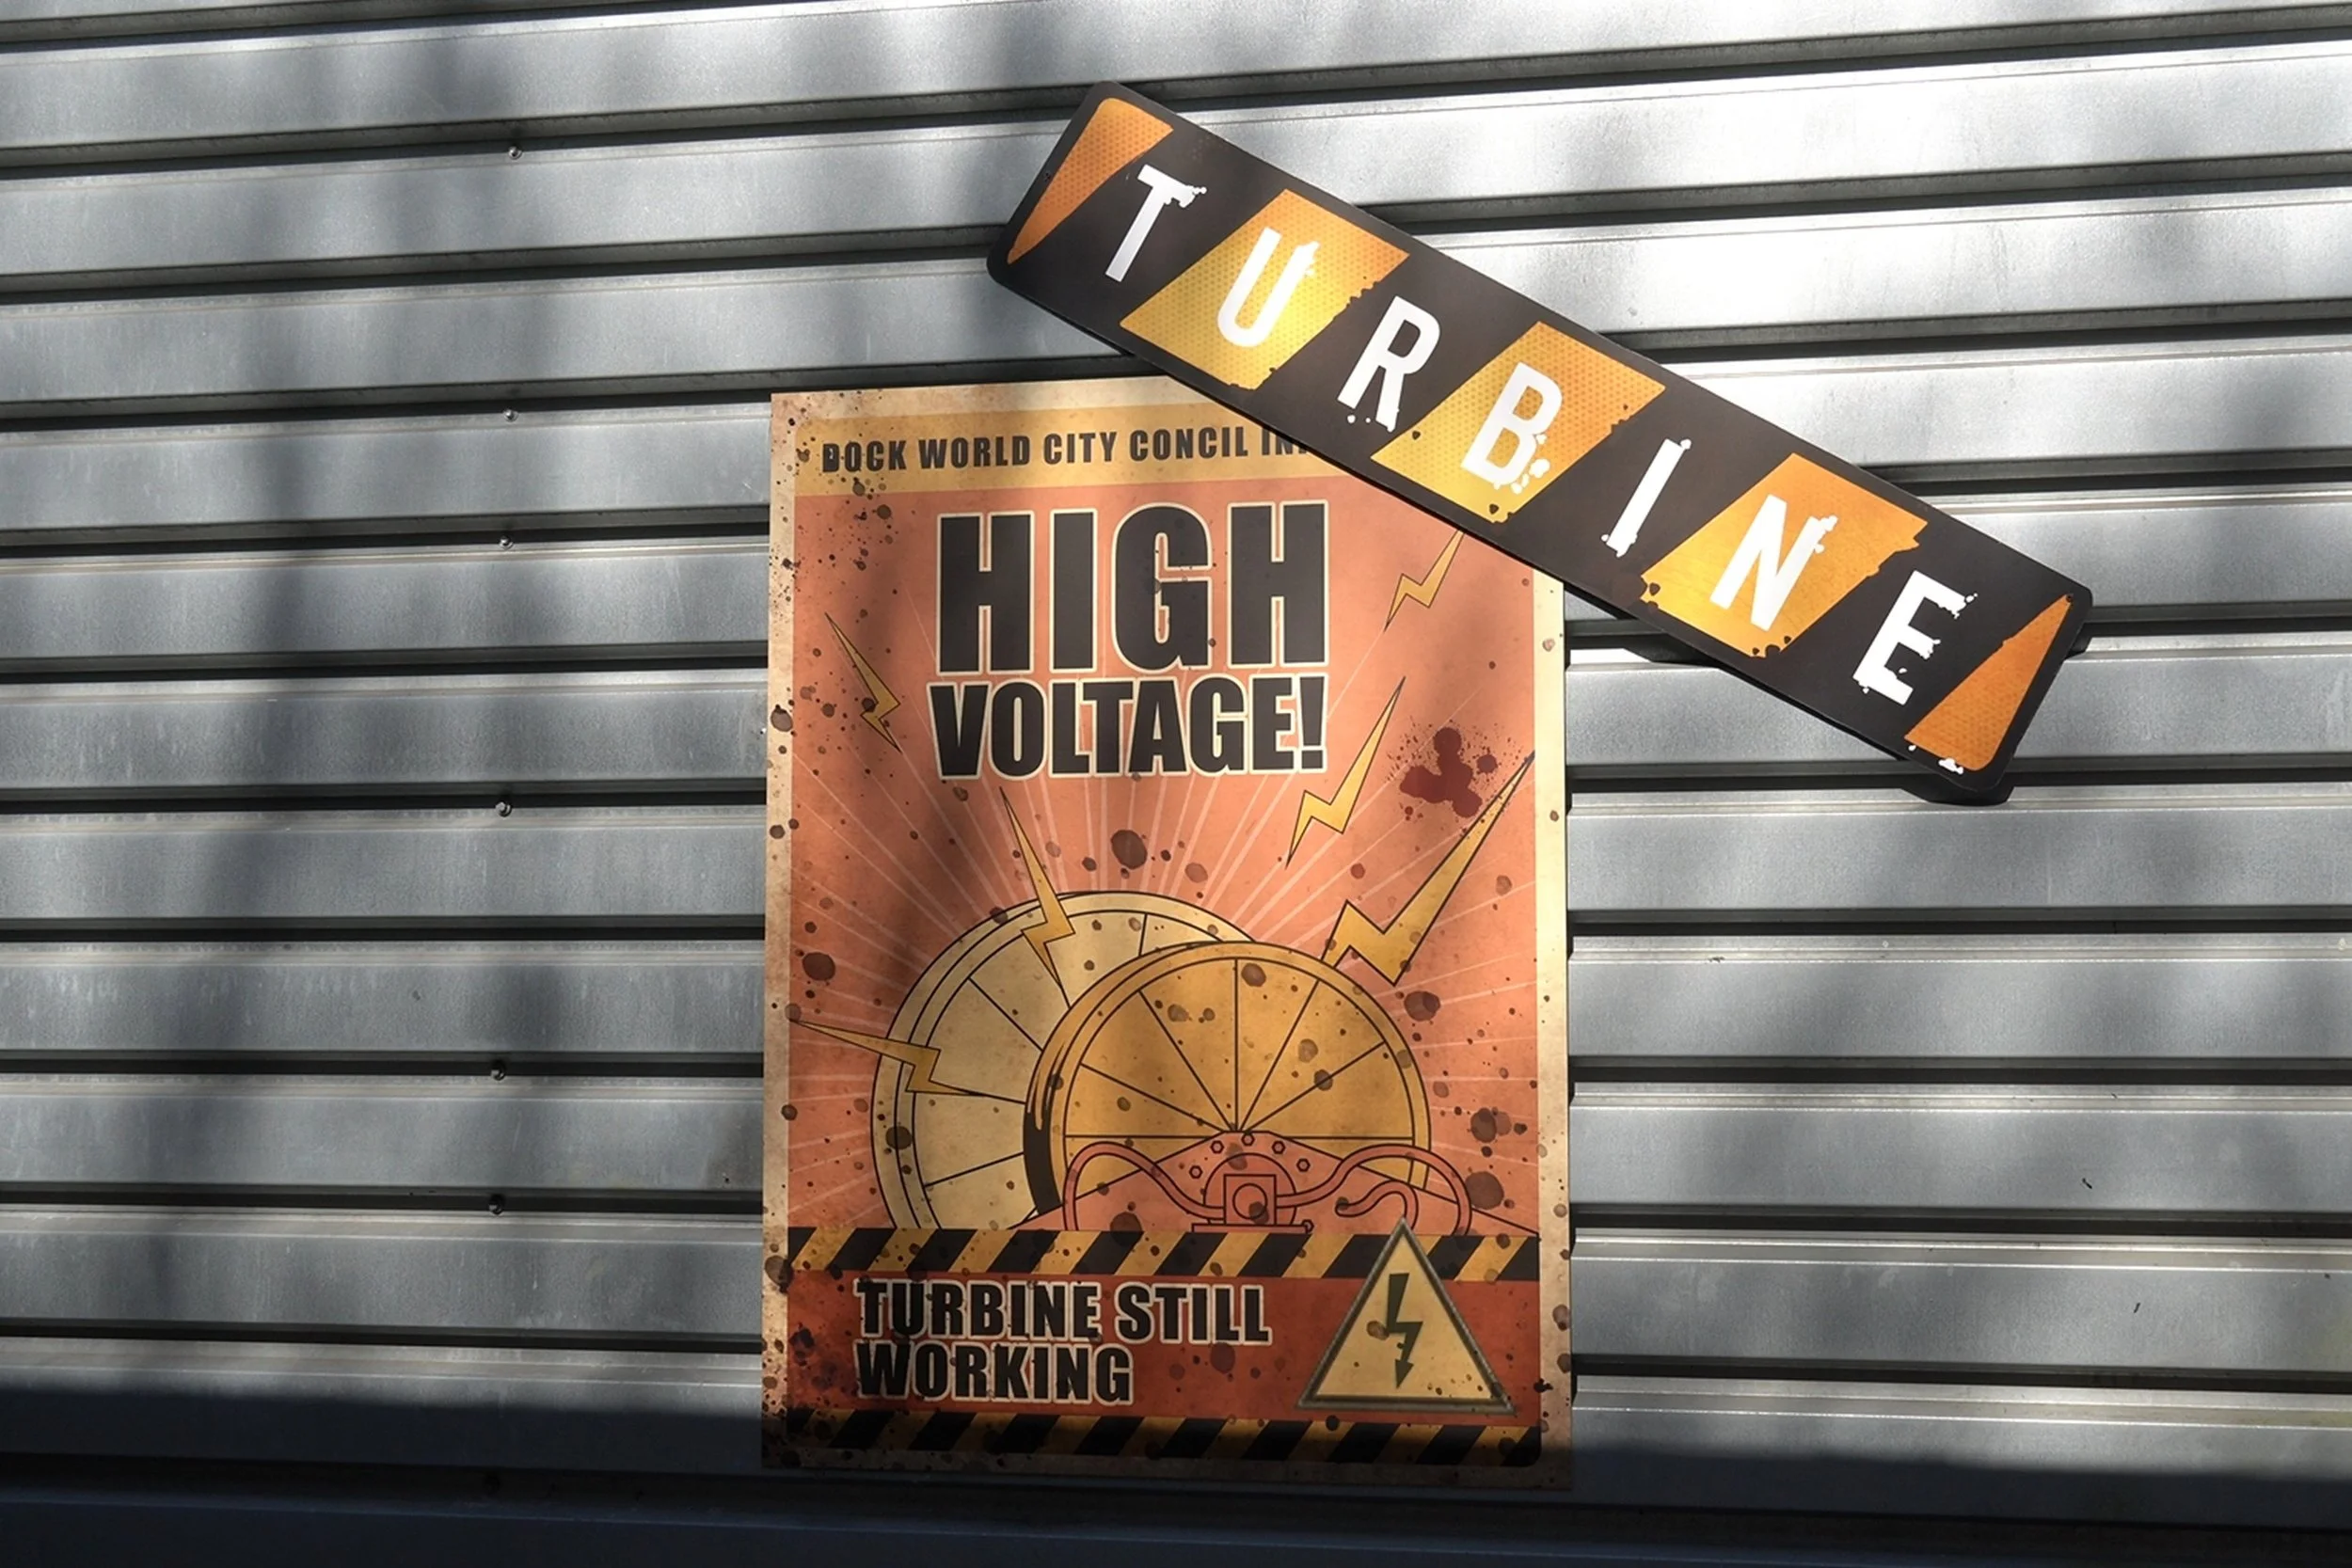 TURBINE
DOCK WORLD CITY CONCIL
HIGH
VOLTAGE!
TURBINE STILL
WORKING